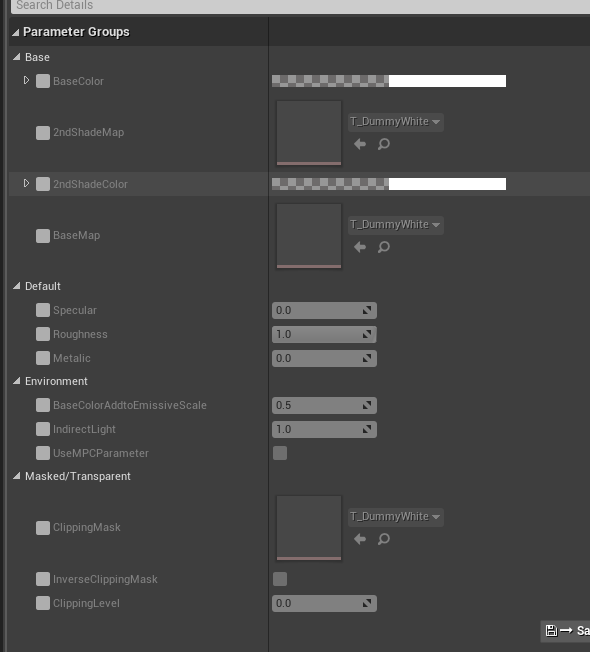 Search Details
Parameter Groups
Base
BaseColor
2ndShadeMap
T_DummyWhite
2ndShadeColor
BaseMap
T_DummyWhite
Default
Specular 0.0
Roughness 1.0
Metalic 0.0
Environment
BaseColorAddtoEmissiveScale 0.5
IndirectLight 1.0
UseMPCParameter
Masked/Transparent
ClippingMask
T_DummyWhite
InverseClippingMask
ClippingLevel 0.0
Sa